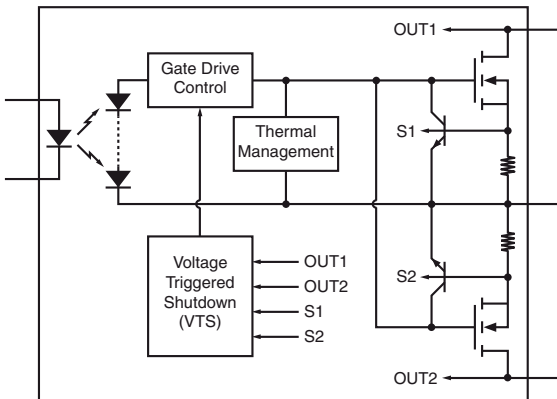 OUT1
Gate Drive
Control
Thermal
Management
S1
Voltage
Triggered
Shutdown
(VTS)
OUT1
OUT2
S1
S2
S2
OUT2